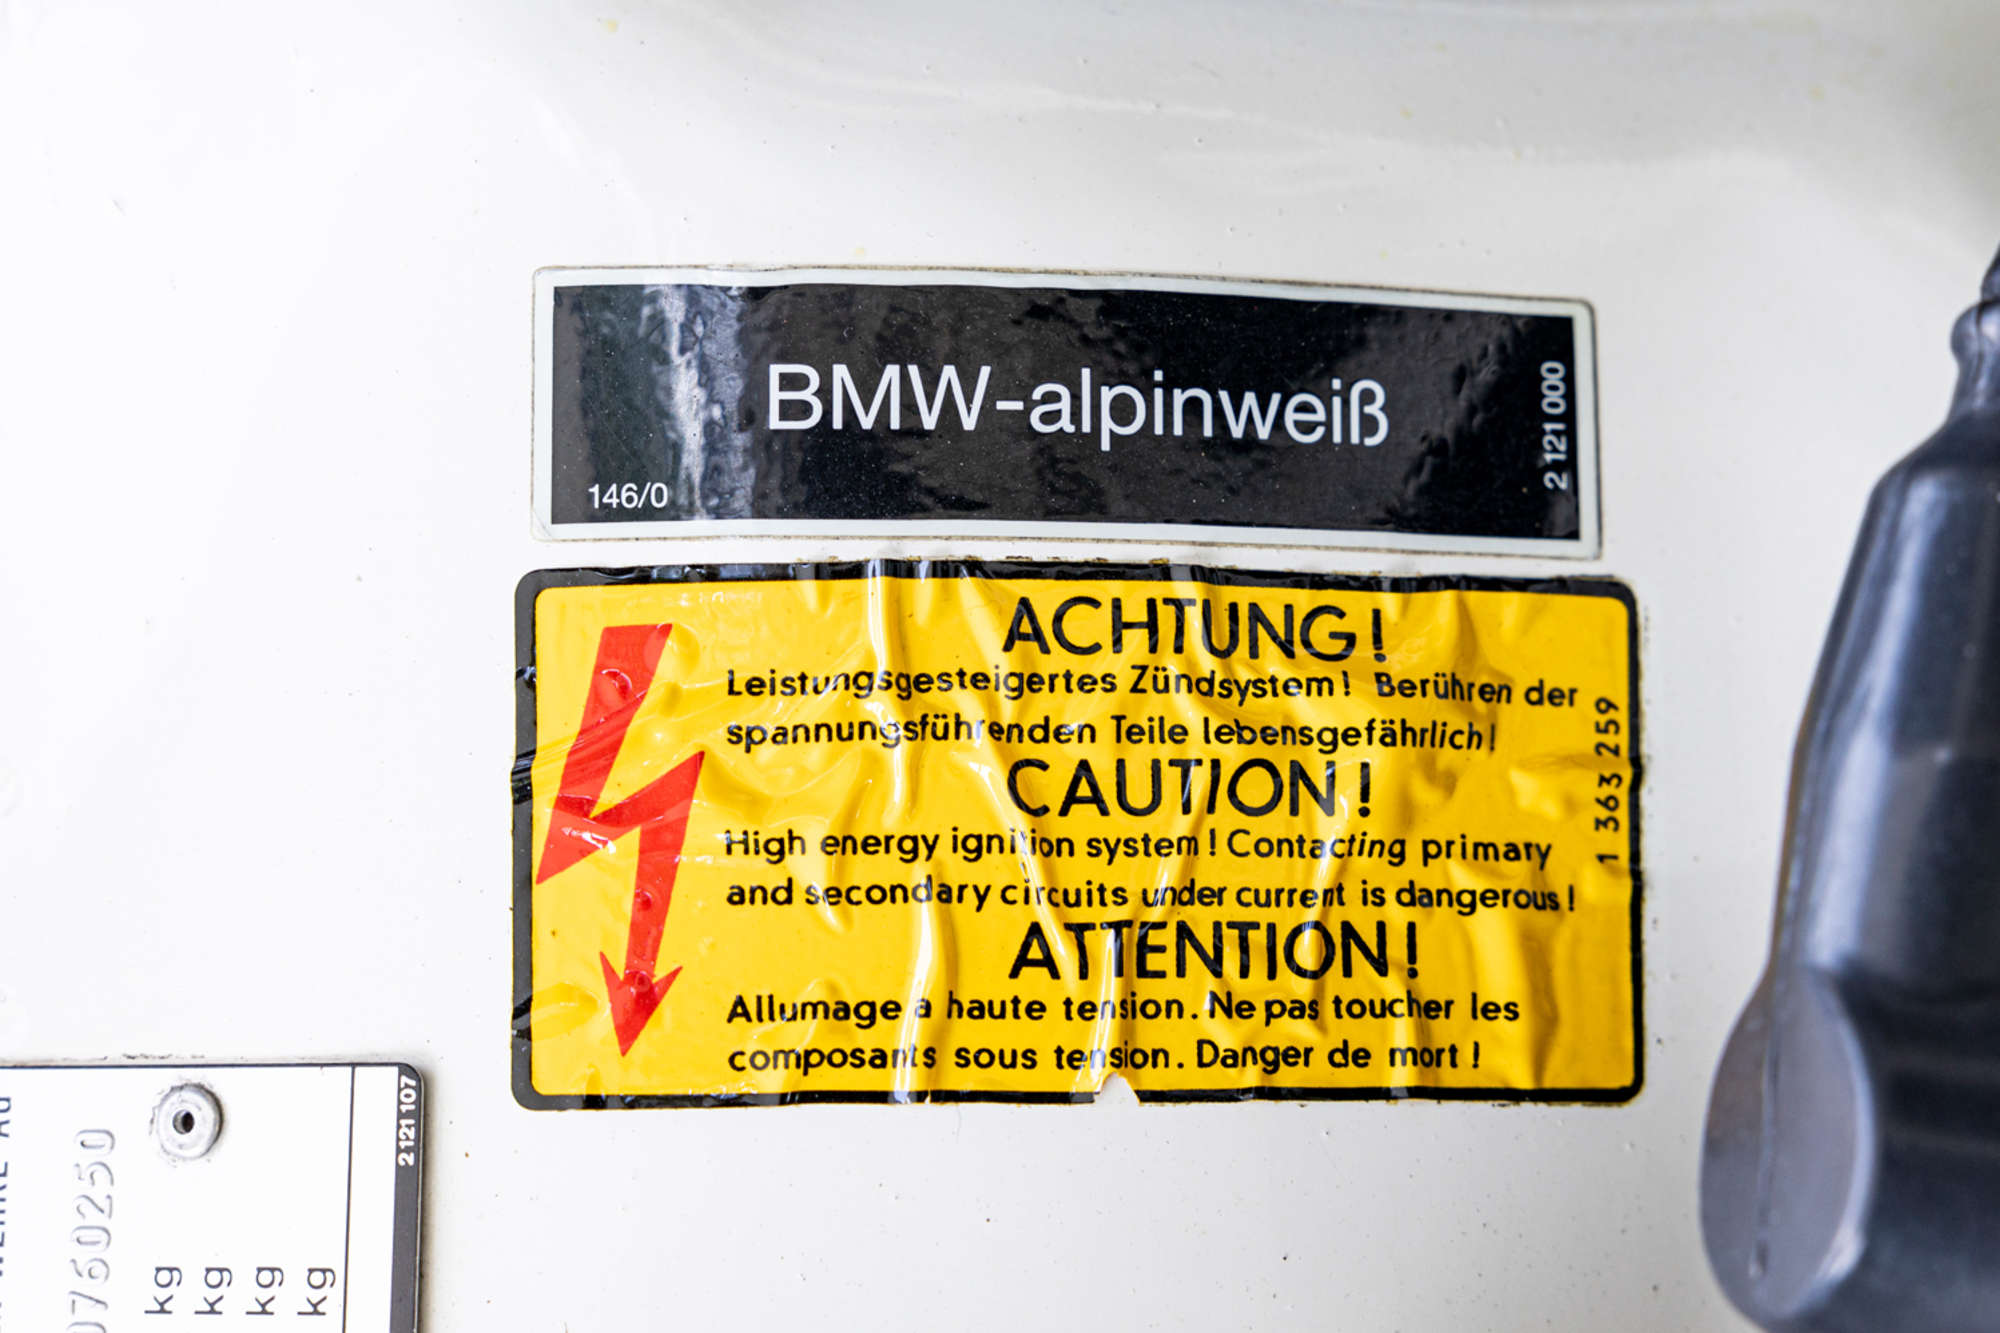 BMW-alpinweiß
146/0
2 121 000
ACHTUNG!
Leistungsgesteigertes Zündsystem! Berühren der
spannungsführenden Teile lebensgefährlich!
CAUTION!
High energy ignition system! Contacting primary
and secondary circuits under current is dangerous!
ATTENTION!
Allumage a haute tension. Ne pas toucher les
composants sous tension. Danger de mort!
1 363 259
2 121 107
0760250
kg
kg
kg
kg